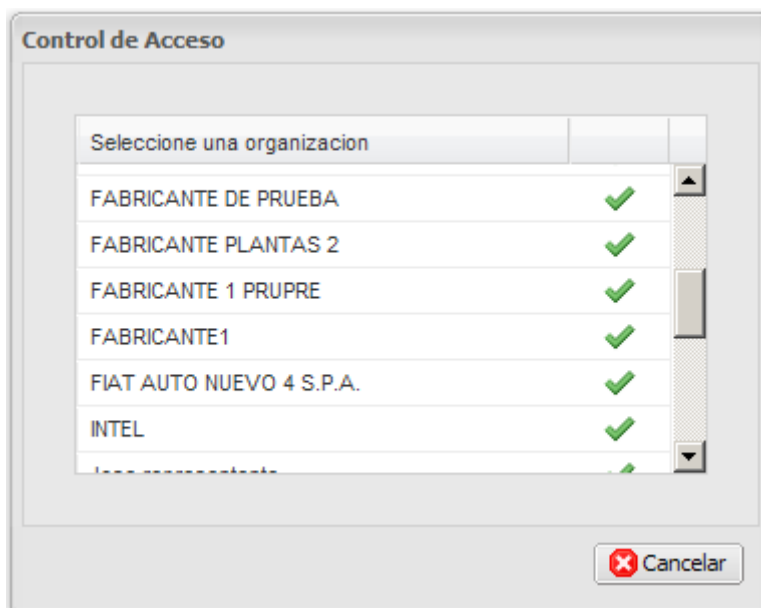 Control de Acceso
Seleccione una organizacion
FABRICANTE DE PRUEBA
FABRICANTE PLANTAS 2
FABRICANTE 1 PRUPRE
FABRICANTE1
FIAT AUTO NUEVO 4 S.P.A.
INTEL
Cancelar